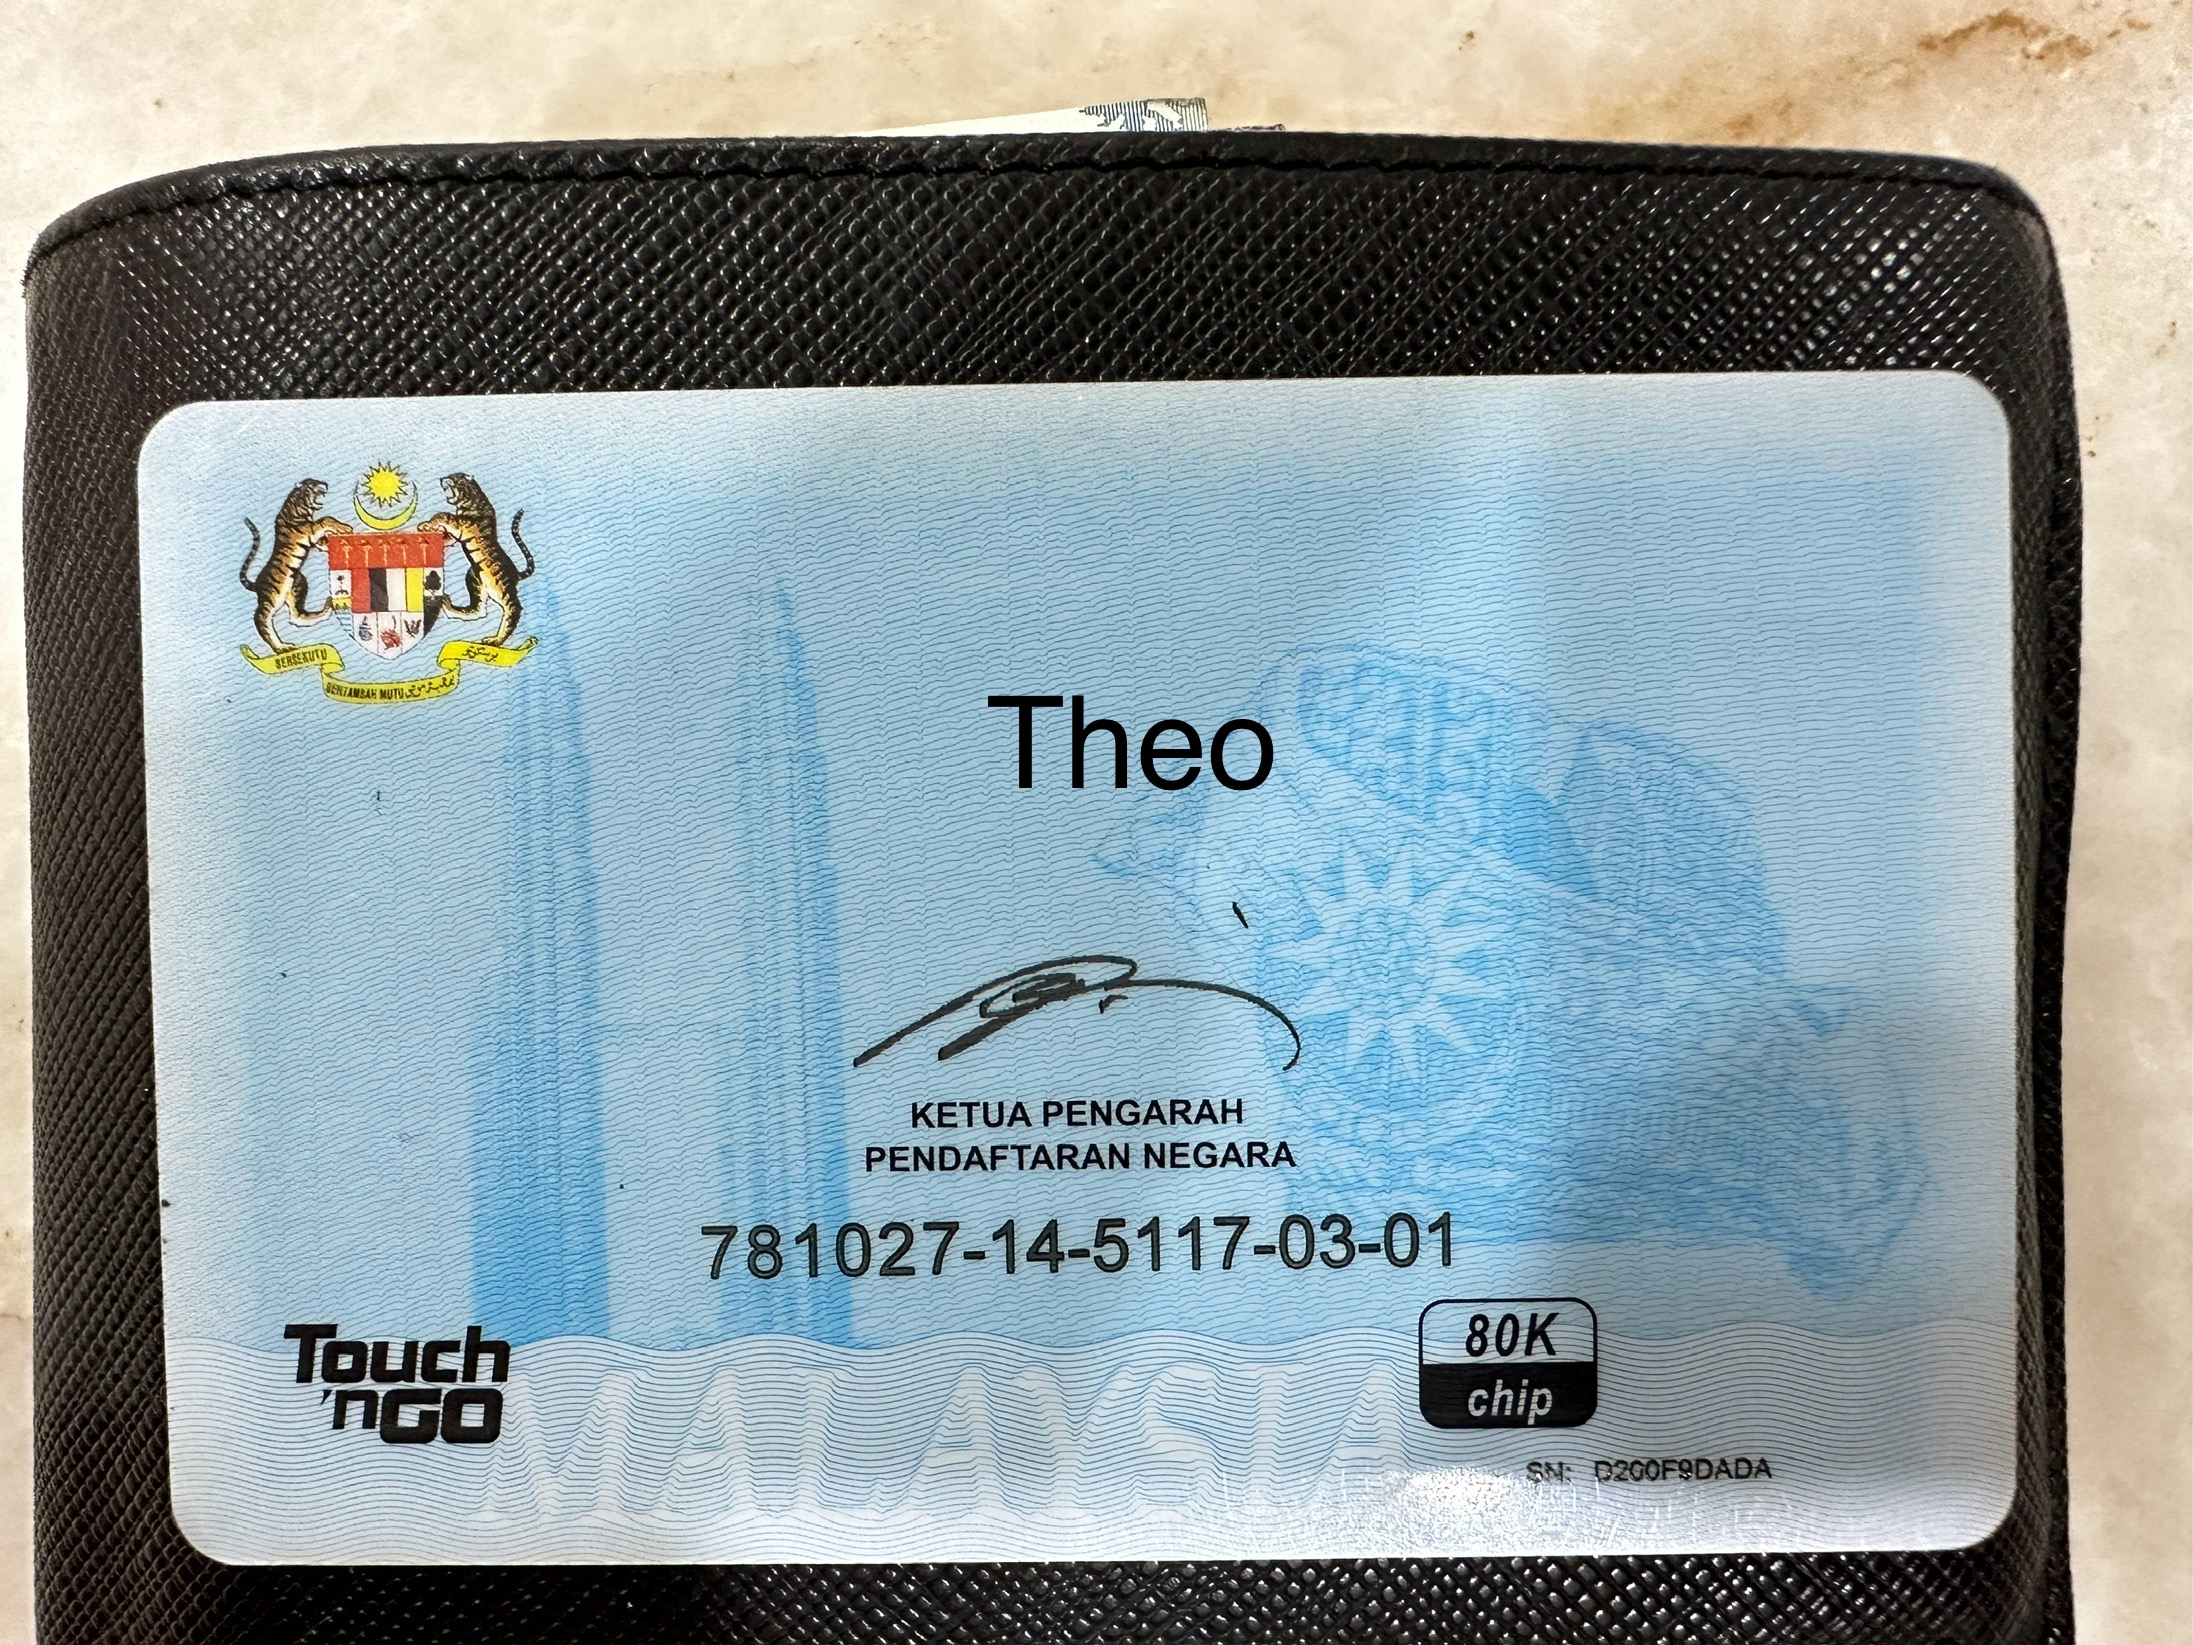 BERSEKUTU
BERTAMBAH MUTU
Theo
KETUA PENGARAH
PENDAFTARAN NEGARA
781027-14-5117-03-01
Touch
'nGO
80K
chip
MALAYSIA
SN: D200F9DADA